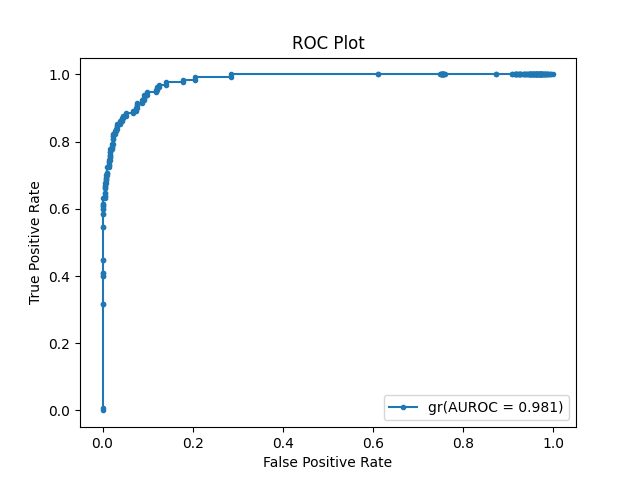 ROC Plot
True Positive Rate
1.0
0.8
0.6
0.4
0.2
0.0
0.0 0.2 0.4 0.6 0.8 1.0
False Positive Rate
gr(AUROC = 0.981)